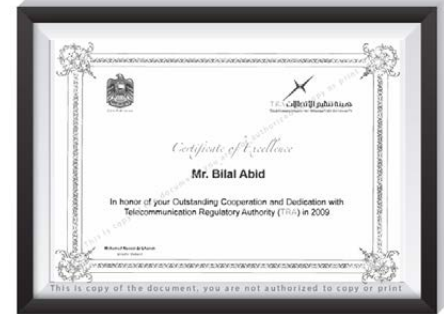 هيئة تنظيم الاتصالات
Certificate of Excellence
Mr. Bilal Abid
In honor of your Outstanding Cooperation and Dedication with
Telecommunication Regulatory Authority (TRA) in 2009
This is copy of the document, you are not authorized to copy or print